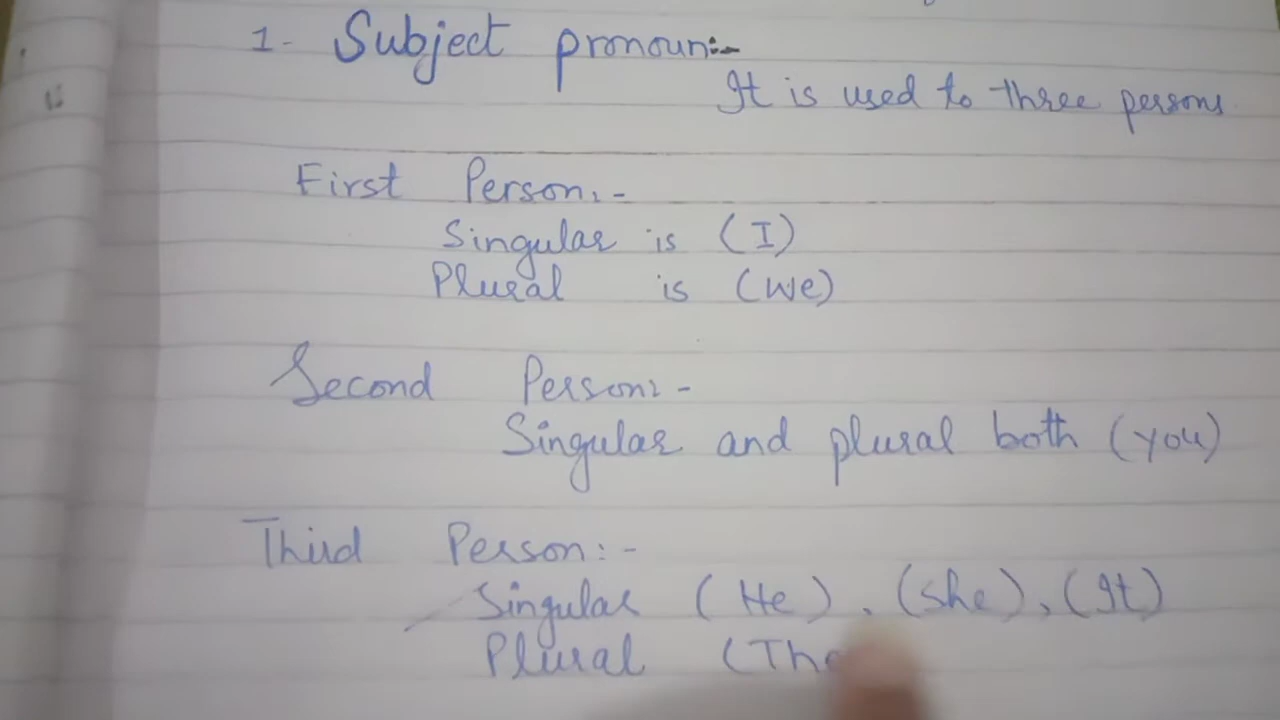 1- Subject pronoun:-
It is used to three persons
First Person:-
Singular is (I)
Plural is (We)
Second Person:-
Singular and plural both (you)
Third Person:-
Singular (He), (she), (It)
Plural